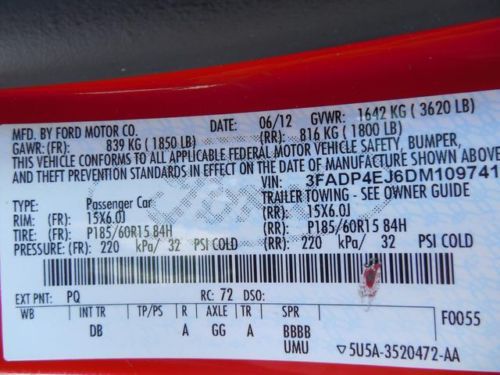 MFD. BY FORD MOTOR CO. DATE: 06/12 GVWR: 1642 KG ( 3620 LB)
GAWR: (FR): 839 KG ( 1850 LB) (RR): 816 KG ( 1800 LB)
THIS VEHICLE CONFORMS TO ALL APPLICABLE FEDERAL MOTOR VEHICLE SAFETY, BUMPER,
AND THEFT PREVENTION STANDARDS IN EFFECT ON THE DATE OF MANUFACTURE SHOWN ABOVE.
VIN: 3FADP4EJ6DM109741
TYPE: Passenger Car TRAILER TOWING - SEE OWNER GUIDE
RIM: (FR): 15X6.0J (RR): 15X6.0J
TIRE: (FR): P185/60R15 84H (RR): P185/60R15 84H
PRESSURE: (FR): 220 kPa/ 32 PSI COLD (RR): 220 kPa/ 32 PSI COLD
EXT PNT: PQ RC: 72 DSO:
WB INT TR TP/PS R AXLE TR SPR F0055
DB A GG A BBBB
UMU ▽5U5A-3520472-AA